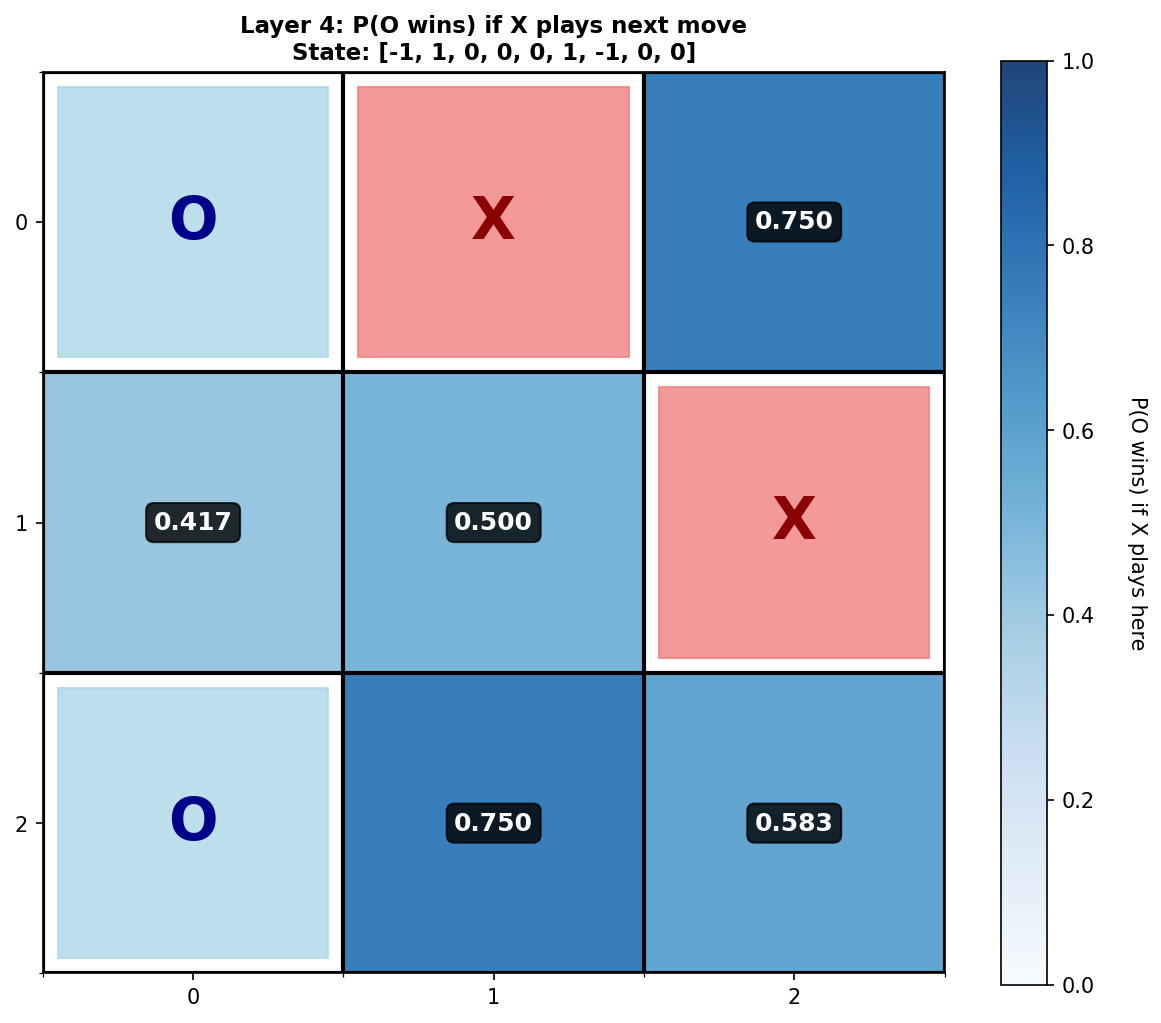 Layer 4: P(O wins) if X plays next move
State: [-1, 1, 0, 0, 0, 1, -1, 0, 0]
0
O
X
0.750
1
0.417
0.500
X
2
O
0.750
0.583
0
1
2
1.0
0.8
0.6
0.4
0.2
0.0
P(O wins) if X plays here